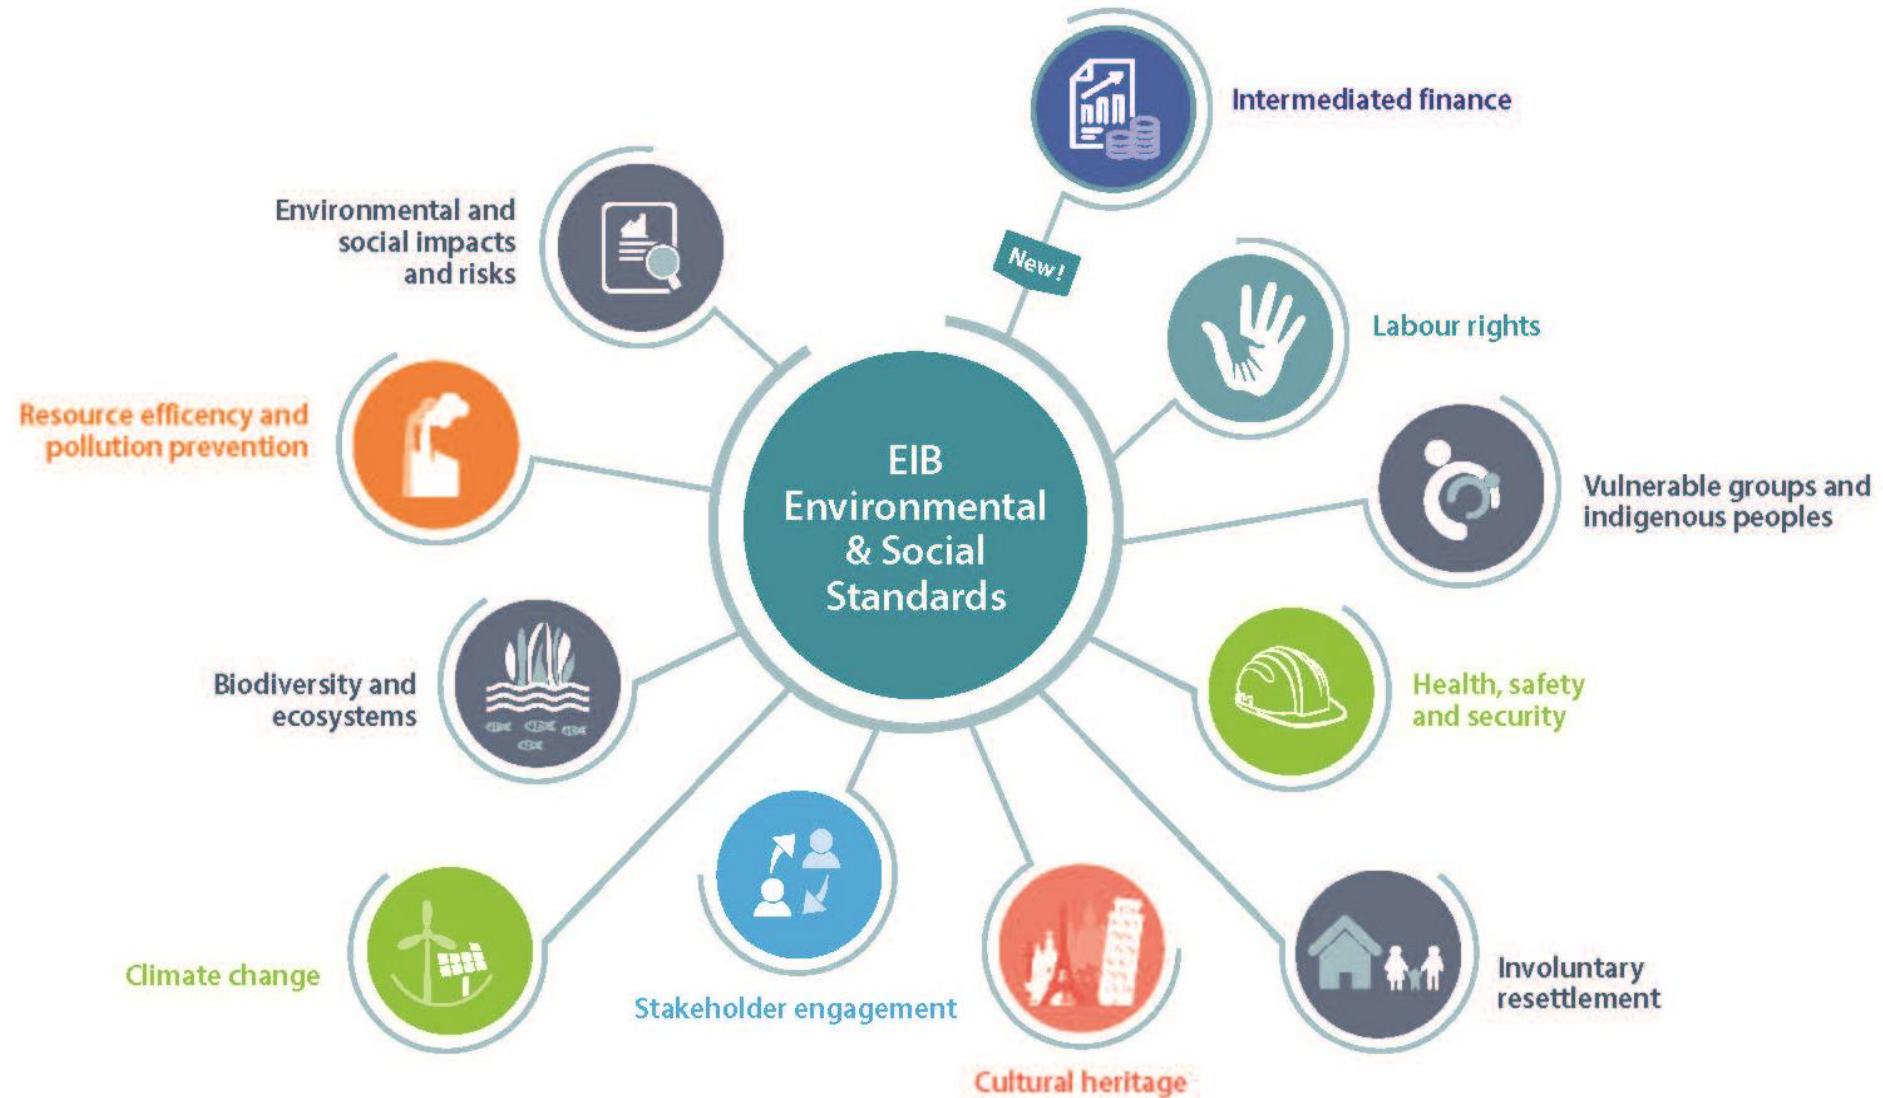 Intermediated finance
New!
Environmental and
social impacts
and risks
Labour rights
Resource efficency and
pollution prevention
EIB
Environmental
& Social
Standards
Vulnerable groups and
indigenous peoples
Biodiversity and
ecosystems
Health, safety
and security
Climate change
Stakeholder engagement
Cultural heritage
Involuntary
resettlement